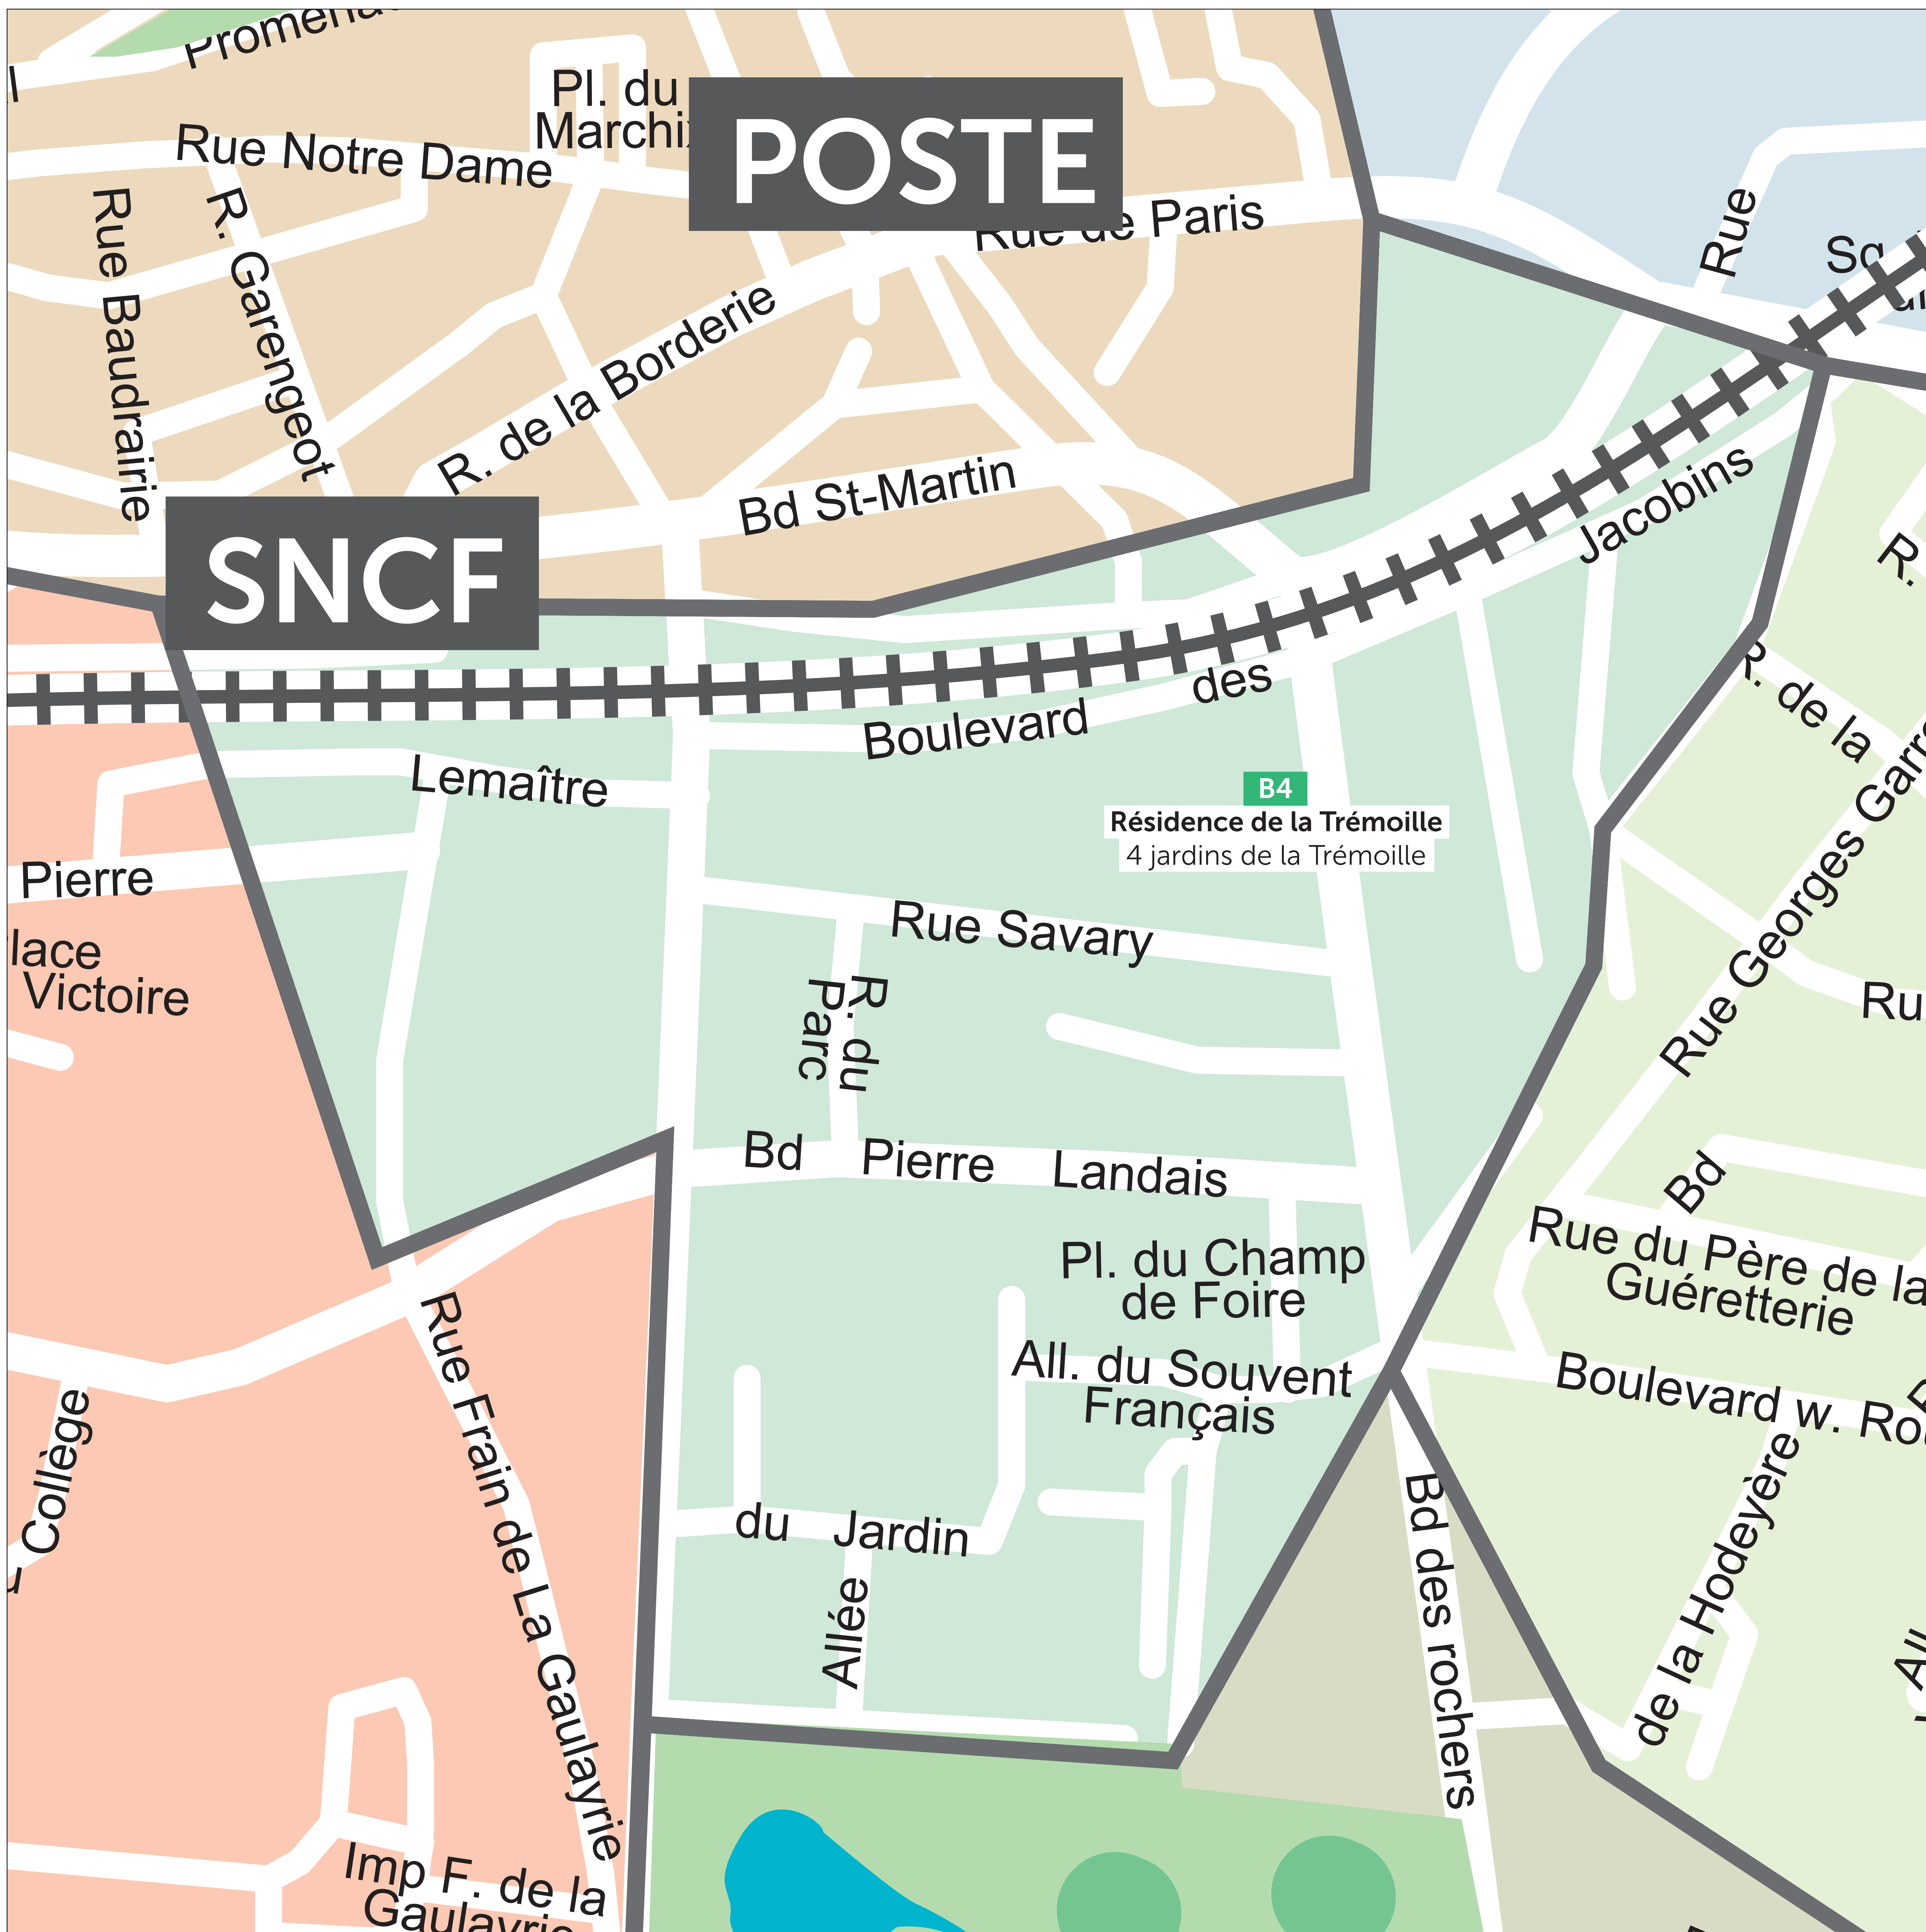 Pl. du
Rue Notre Dame
POSTE
Rue de Paris
Rue
Rue Baudrairie
R. Garengeot
R. de la Borderie
Bd St-Martin
SNCF
Jacobins
des
Boulevard
R.
R. de la
Lemaître
B4
Résidence de la Trémoille
4 jardins de la Trémoille
Pierre
Victoire
Rue Savary
R. du
Parc
Rue Georges
Bd Pierre Landais
Bd
Pl. du Champ
de Foire
Rue du Père de la
Guéretterie
All. du Souvent
Français
Boulevard w.
Rue Frain de La Gaulayrie
Collège
du Jardin
Allée
Bd des rochers
de la Hodeyère
Imp F. de la
Gaulayrie